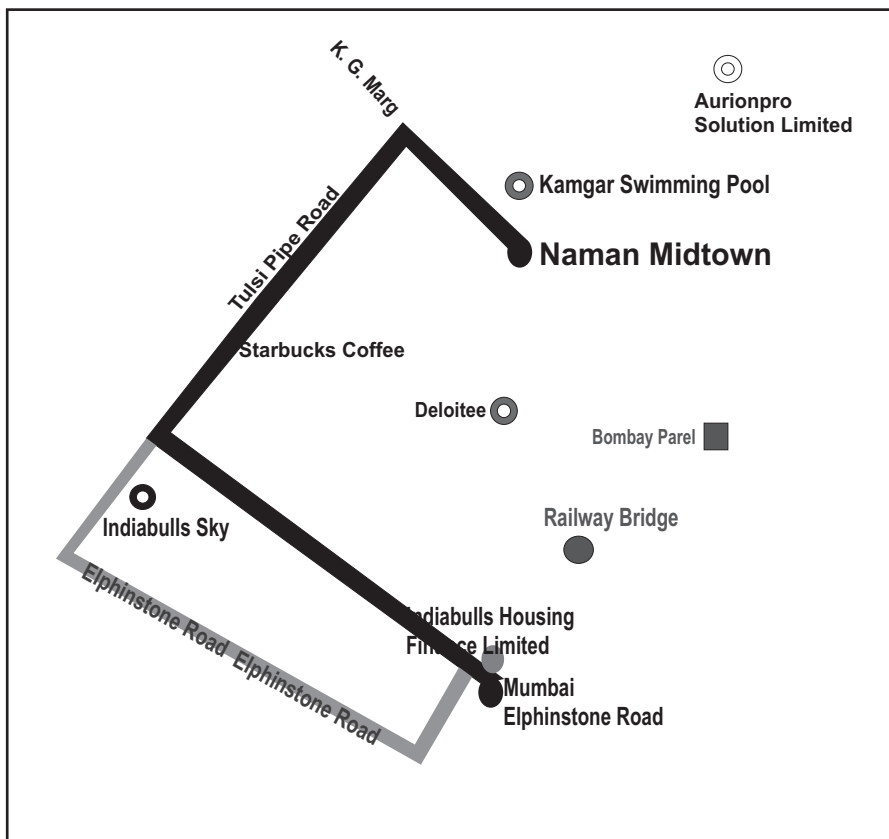 K. G. Marg
Aurionpro
Solution Limited
Kamgar Swimming Pool
Tulsi Pipe Road
Naman Midtown
Starbucks Coffee
Deloitee
Bombay Parel
Indiabulls Sky
Railway Bridge
Elphinstone Road Elphinstone Road
Indiabulls Housing
Finance Limited
Mumbai
Elphinstone Road